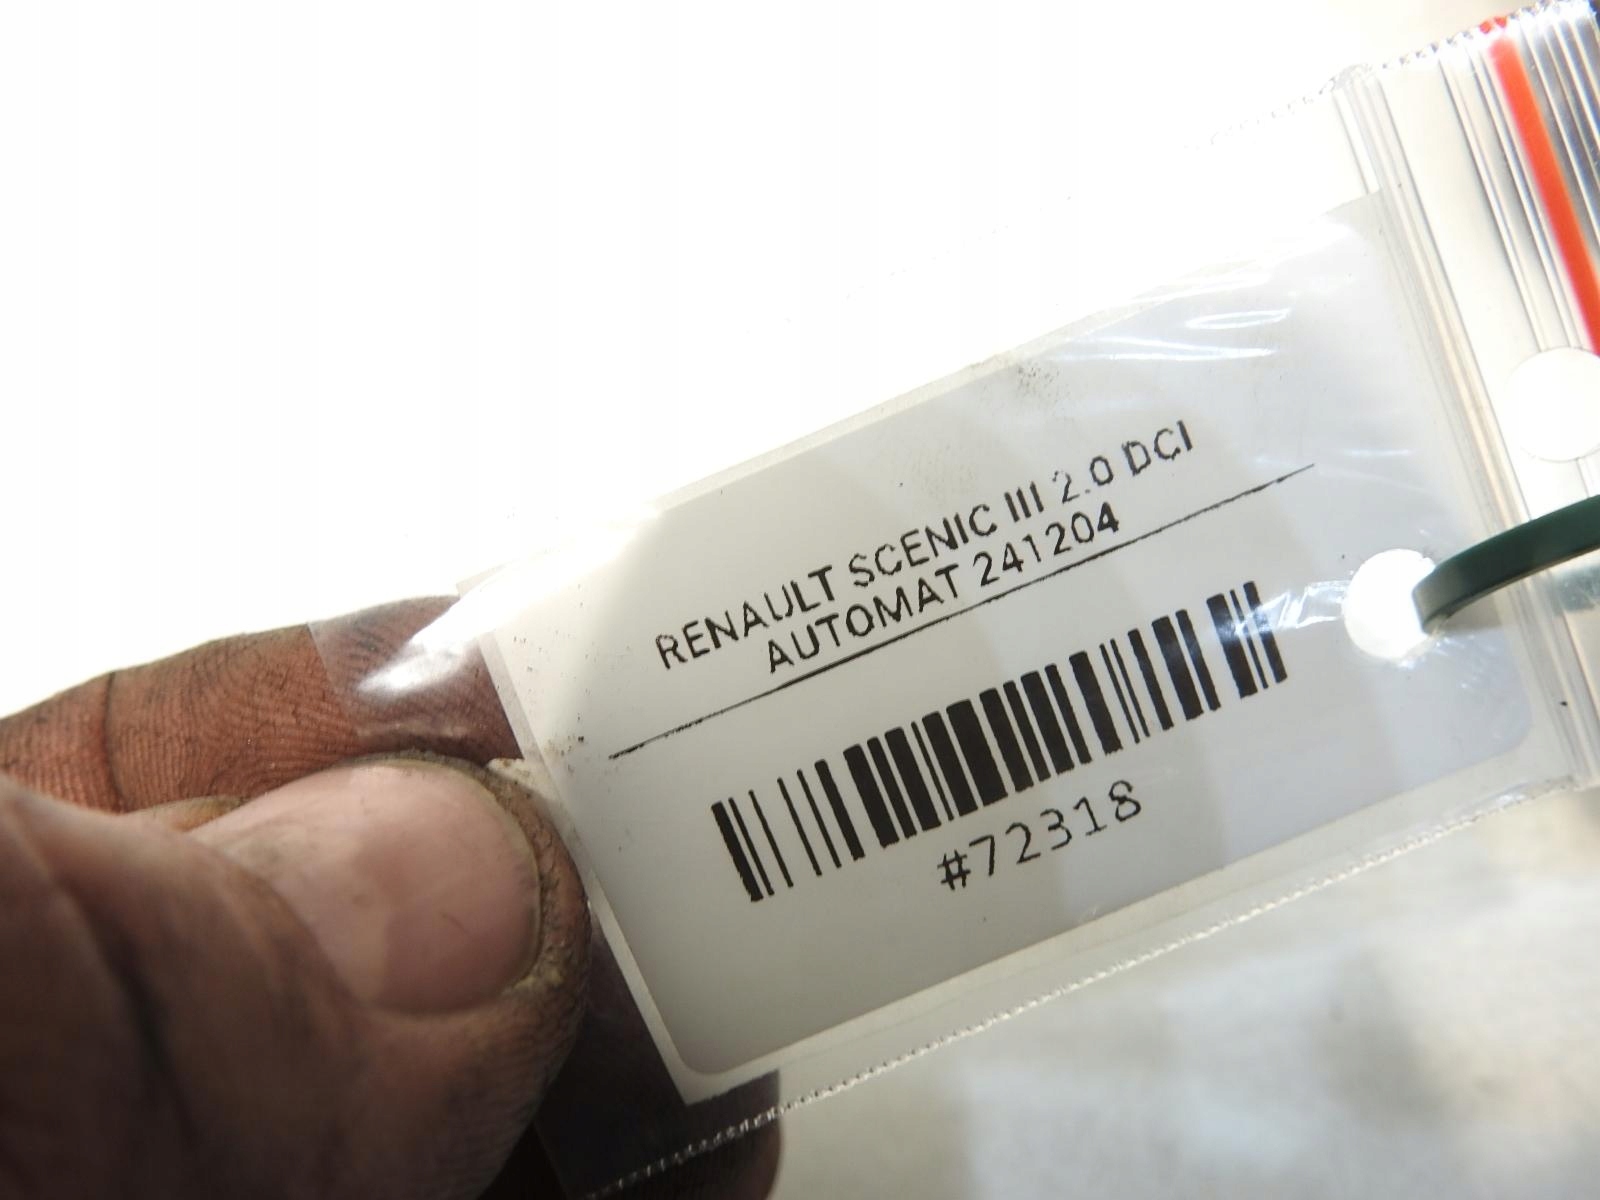 RENAULT SCENIC III 2.0 DCI
AUTOMAT 241204
#72318